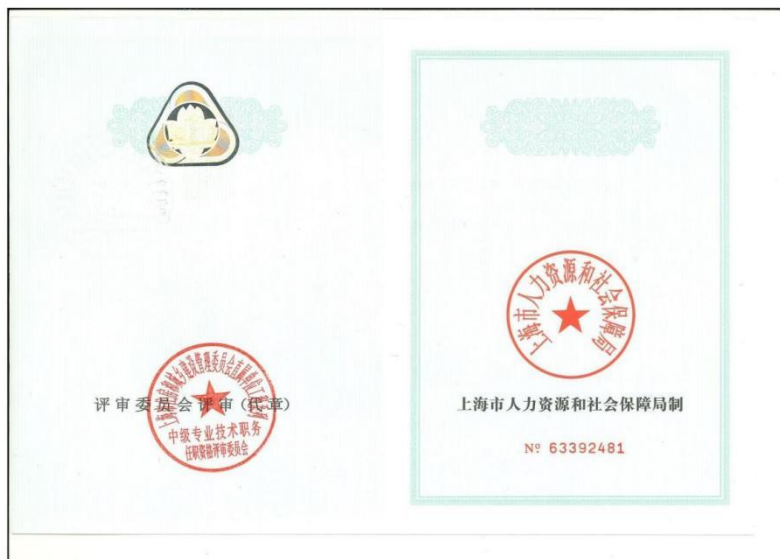 评审委员会评审(代章)
中级专业技术职务
任职资格评审委员会
上海市人力资源和社会保障局
上海市人力资源和社会保障局制
Nº 63392481